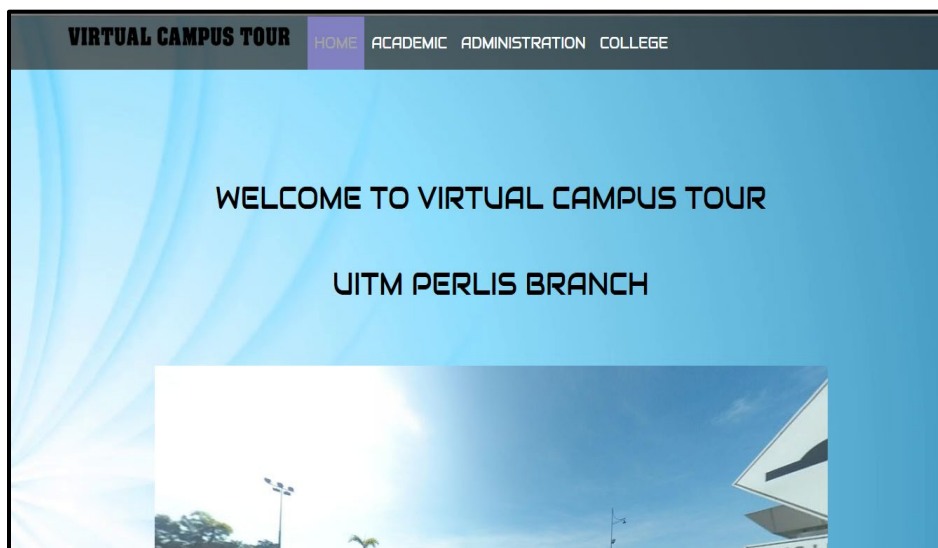 VIRTUAL CAMPUS TOUR HOME ACADEMIC ADMINISTRATION COLLEGE
WELCOME TO VIRTUAL CAMPUS TOUR
UITM PERLIS BRANCH